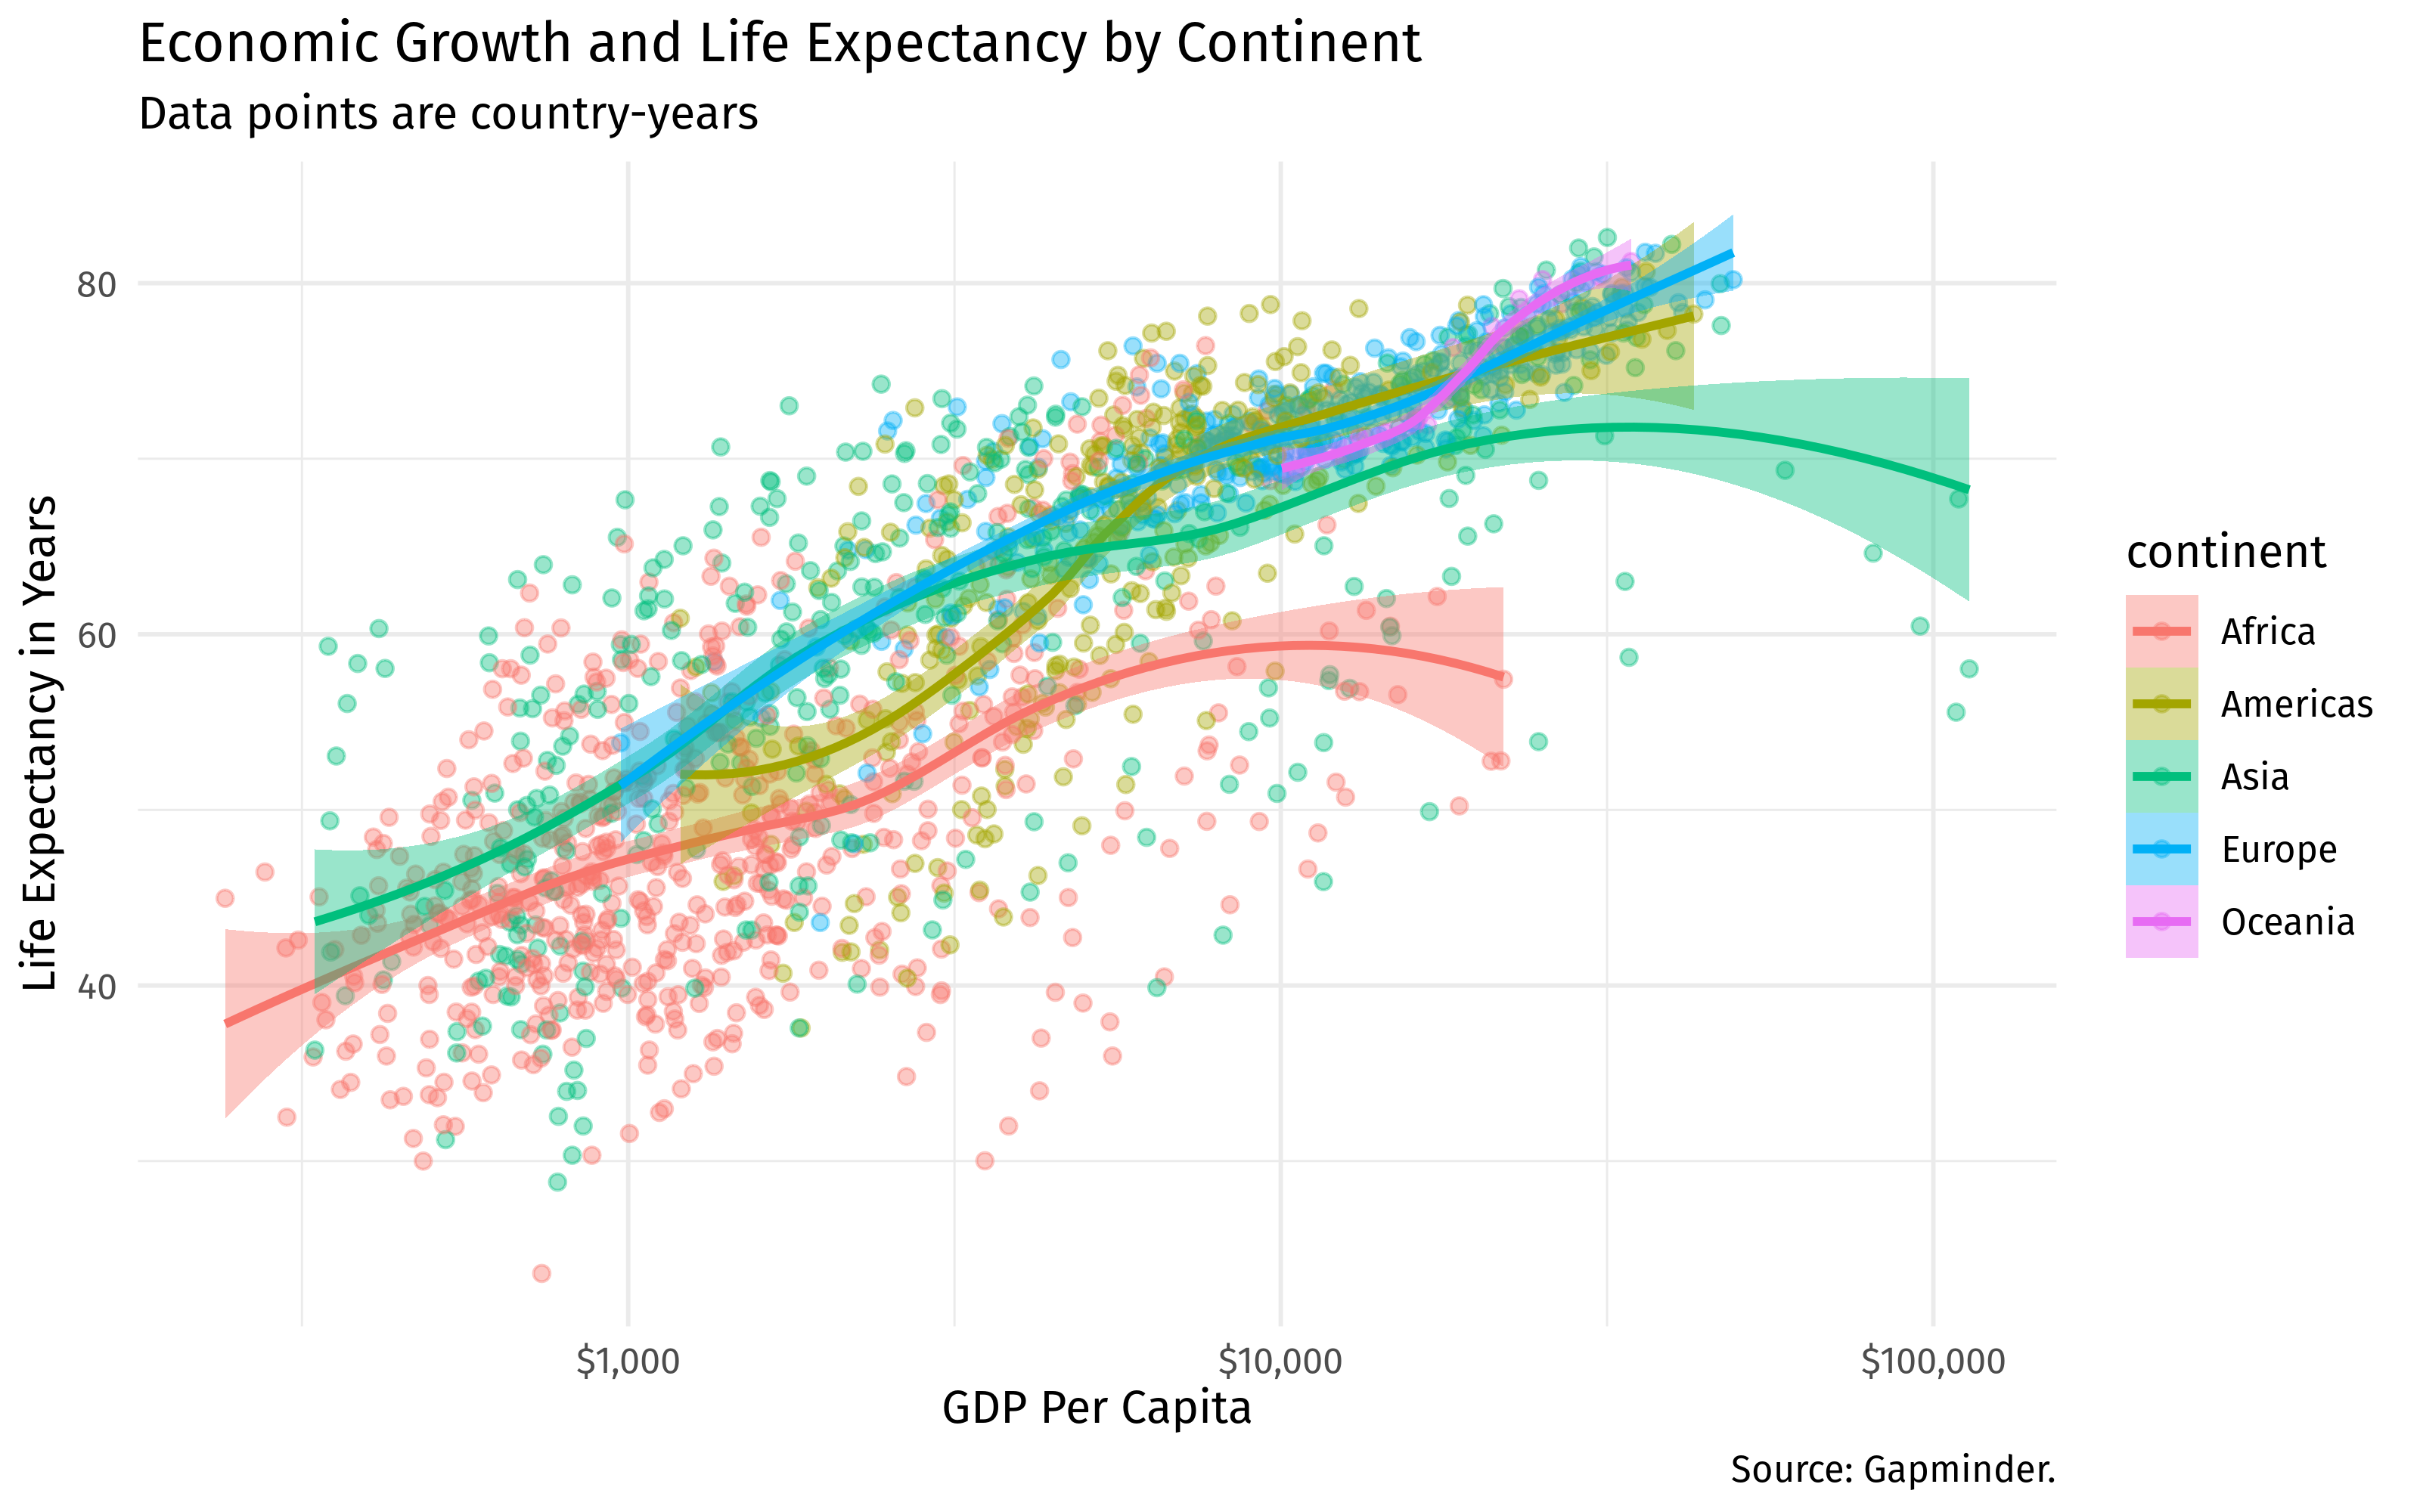 Economic Growth and Life Expectancy by Continent
Data points are country-years
Life Expectancy in Years
80
60
40
$1,000
$10,000
$100,000
GDP Per Capita
continent
Africa
Americas
Asia
Europe
Oceania
Source: Gapminder.